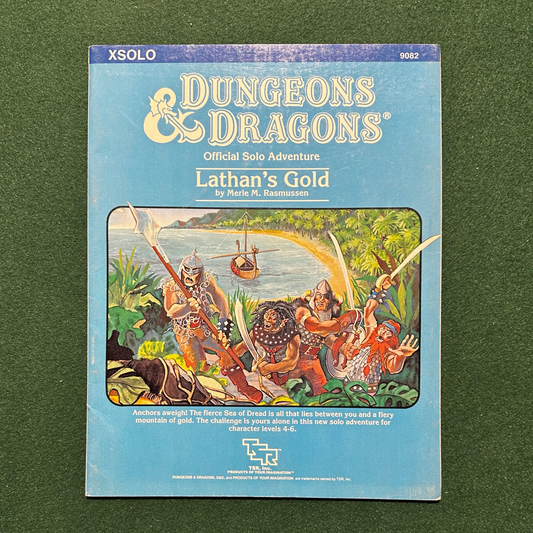 XSOLO 9082
DUNGEONS
& DRAGONS®
Official Solo Adventure
Lathan's Gold
by Merle M. Rasmussen
Anchors aweigh! The fierce Sea of Dread is all that lies between you and a fiery
mountain of gold. The challenge is yours alone in this new solo adventure for
character levels 4-6.
TSR
TSR, Inc.
PRODUCTS OF YOUR IMAGINATION™
DUNGEONS & DRAGONS, D&D, and PRODUCTS OF YOUR IMAGINATION are trademarks owned by TSR, Inc.